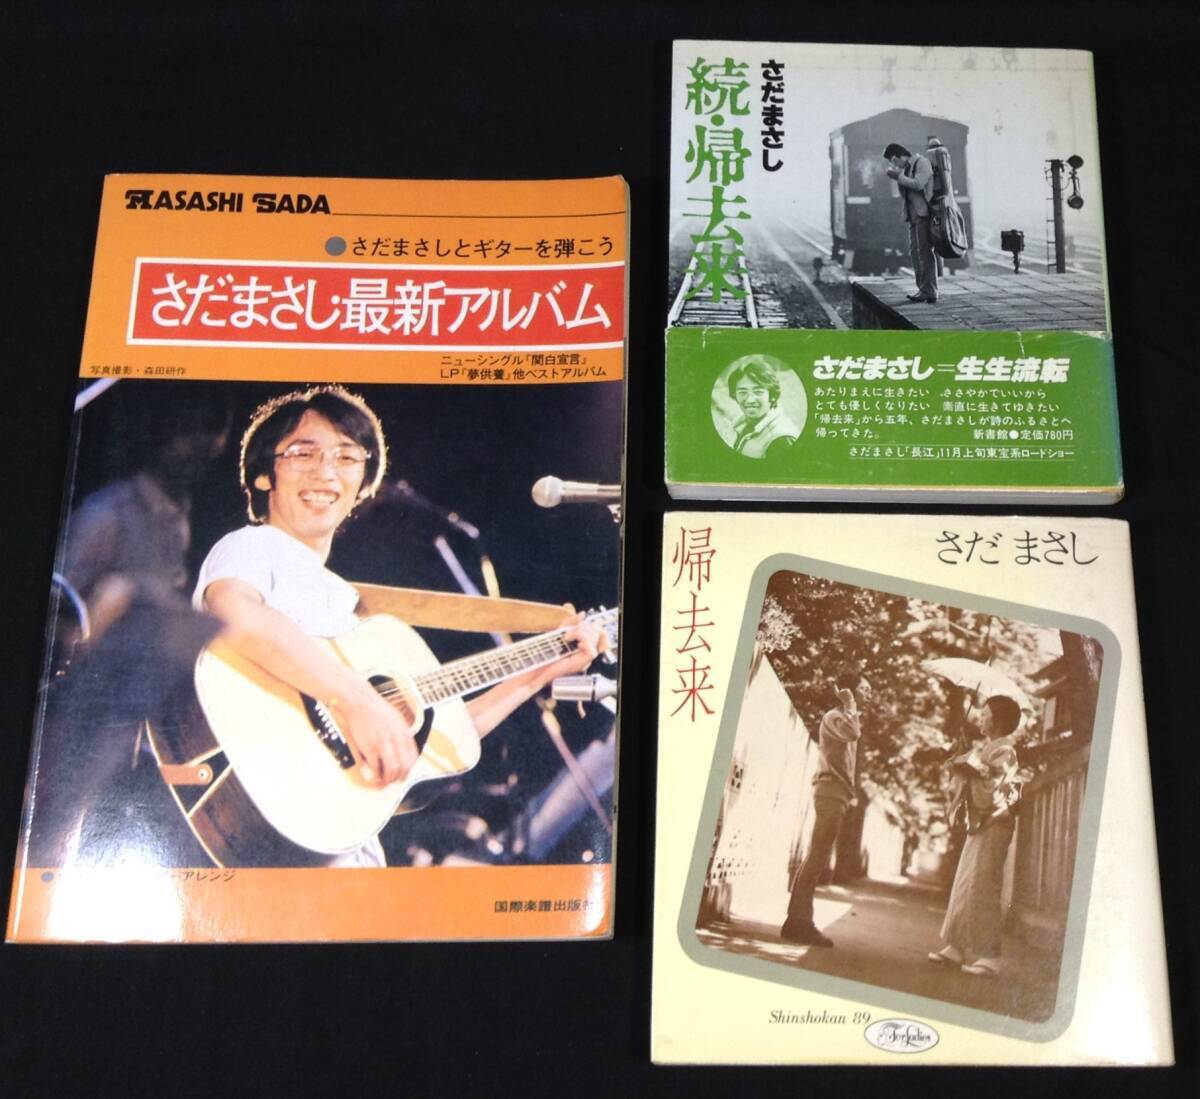 MASASHI SADA
●さだまさしとギターを弾こう
さだまさし・最新アルバム
ニューシングル『関白宣言』
LP『夢供養』他ベストアルバム
写真撮影・森田研作
アレンジ
国際楽譜出版社
さだまさし
続・帰去来
さだまさし=生生流転
あたりまえに生きたい ささやかでいいから
とても優しくなりたい 素直に生きてゆきたい
「帰去来」から五年、さだまさしが詩のふるさとへ
帰ってきた。
新書館●定価780円
さだまさし「長江」11月上旬東宝系ロードショー
帰去来
さだ まさし
Shinshokan 89
For Ladies